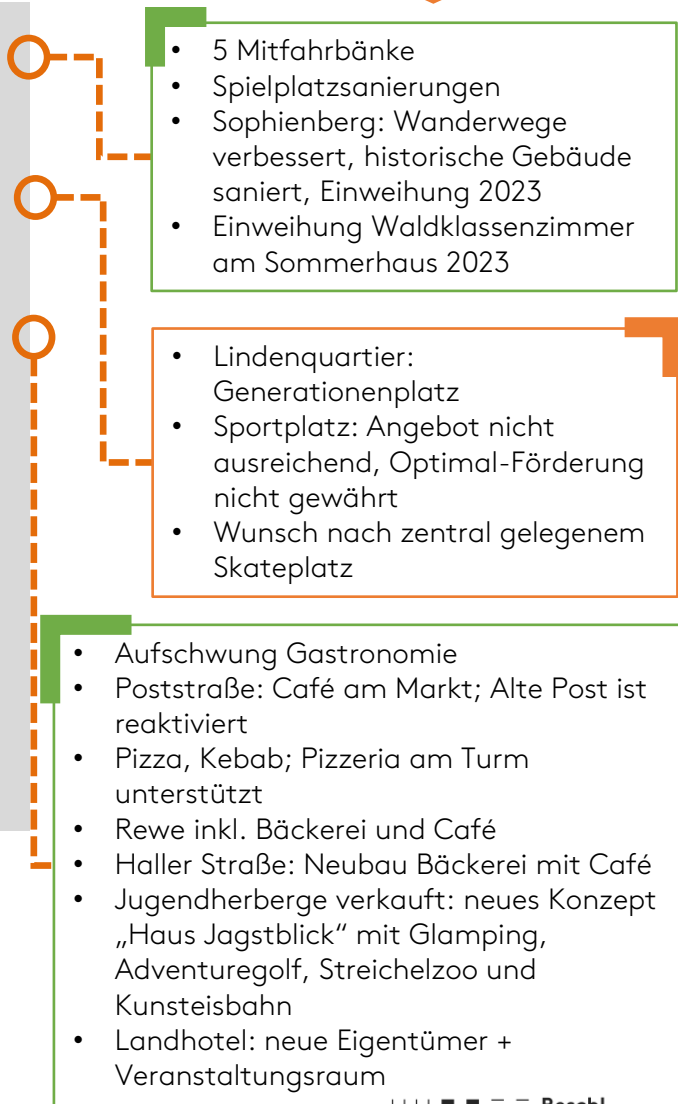 • 5 Mitfahrbänke
• Spielplatzsanierungen
• Sophienberg: Wanderwege
verbessert, historische Gebäude
saniert, Einweihung 2023
• Einweihung Waldklassenzimmer
am Sommerhaus 2023
• Lindenquartier:
Generationenplatz
• Sportplatz: Angebot nicht
ausreichend, Optimal-Förderung
nicht gewährt
• Wunsch nach zentral gelegenem
Skateplatz
• Aufschwung Gastronomie
• Poststraße: Café am Markt; Alte Post ist
reaktiviert
• Pizza, Kebab; Pizzeria am Turm
unterstützt
• Rewe inkl. Bäckerei und Café
• Haller Straße: Neubau Bäckerei mit Café
• Jugendherberge verkauft: neues Konzept
„Haus Jagstblick“ mit Glamping,
Adventuregolf, Streichelzoo und
Kunsteisbahn
• Landhotel: neue Eigentümer +
Veranstaltungsraum